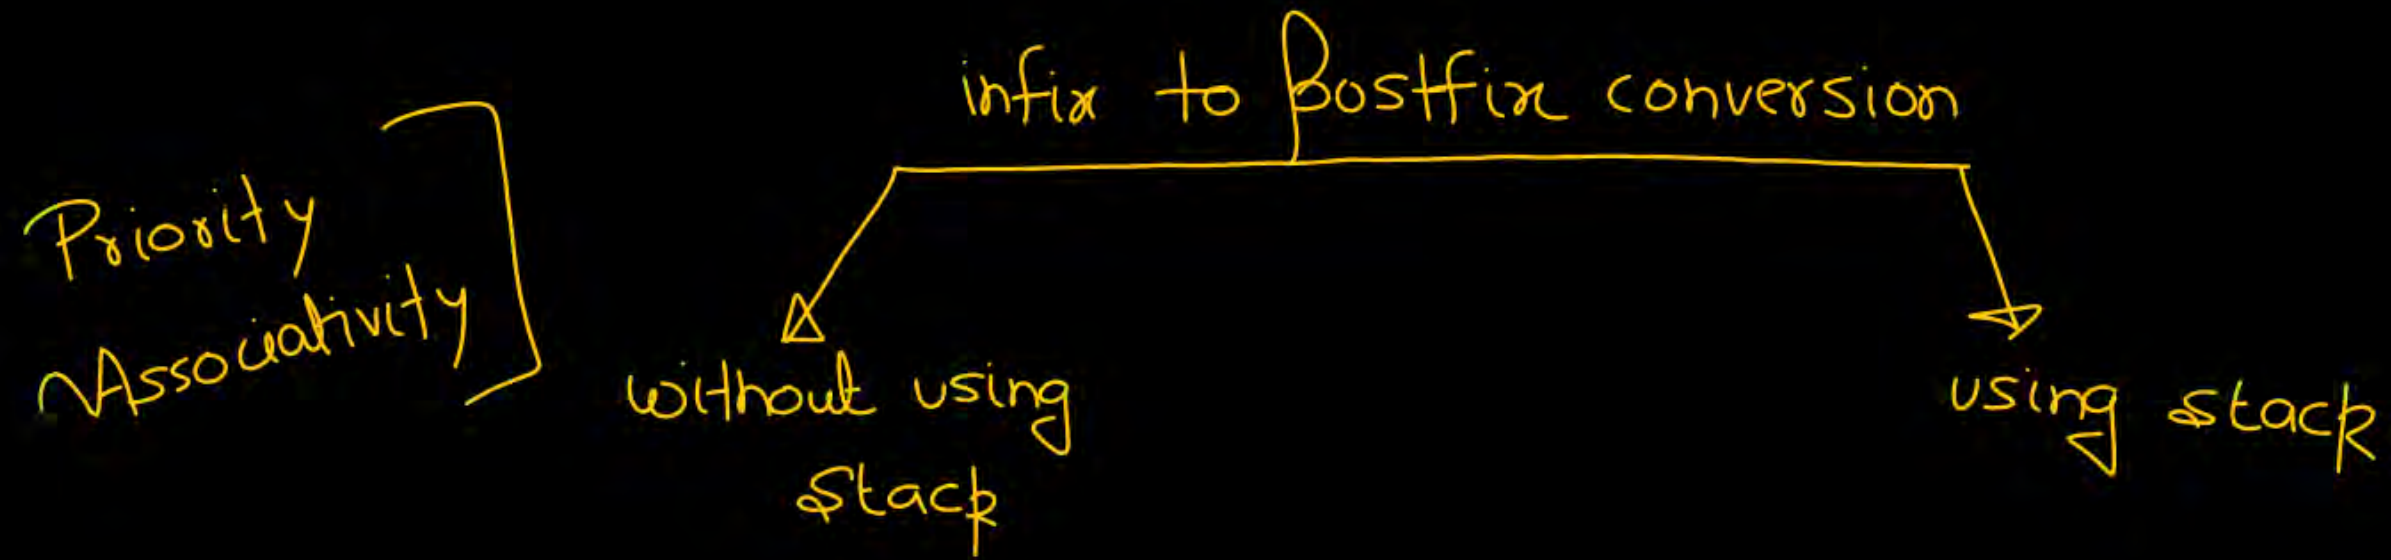 infix to Postfix conversion
Priority
Associativity
without using
stack
using stack